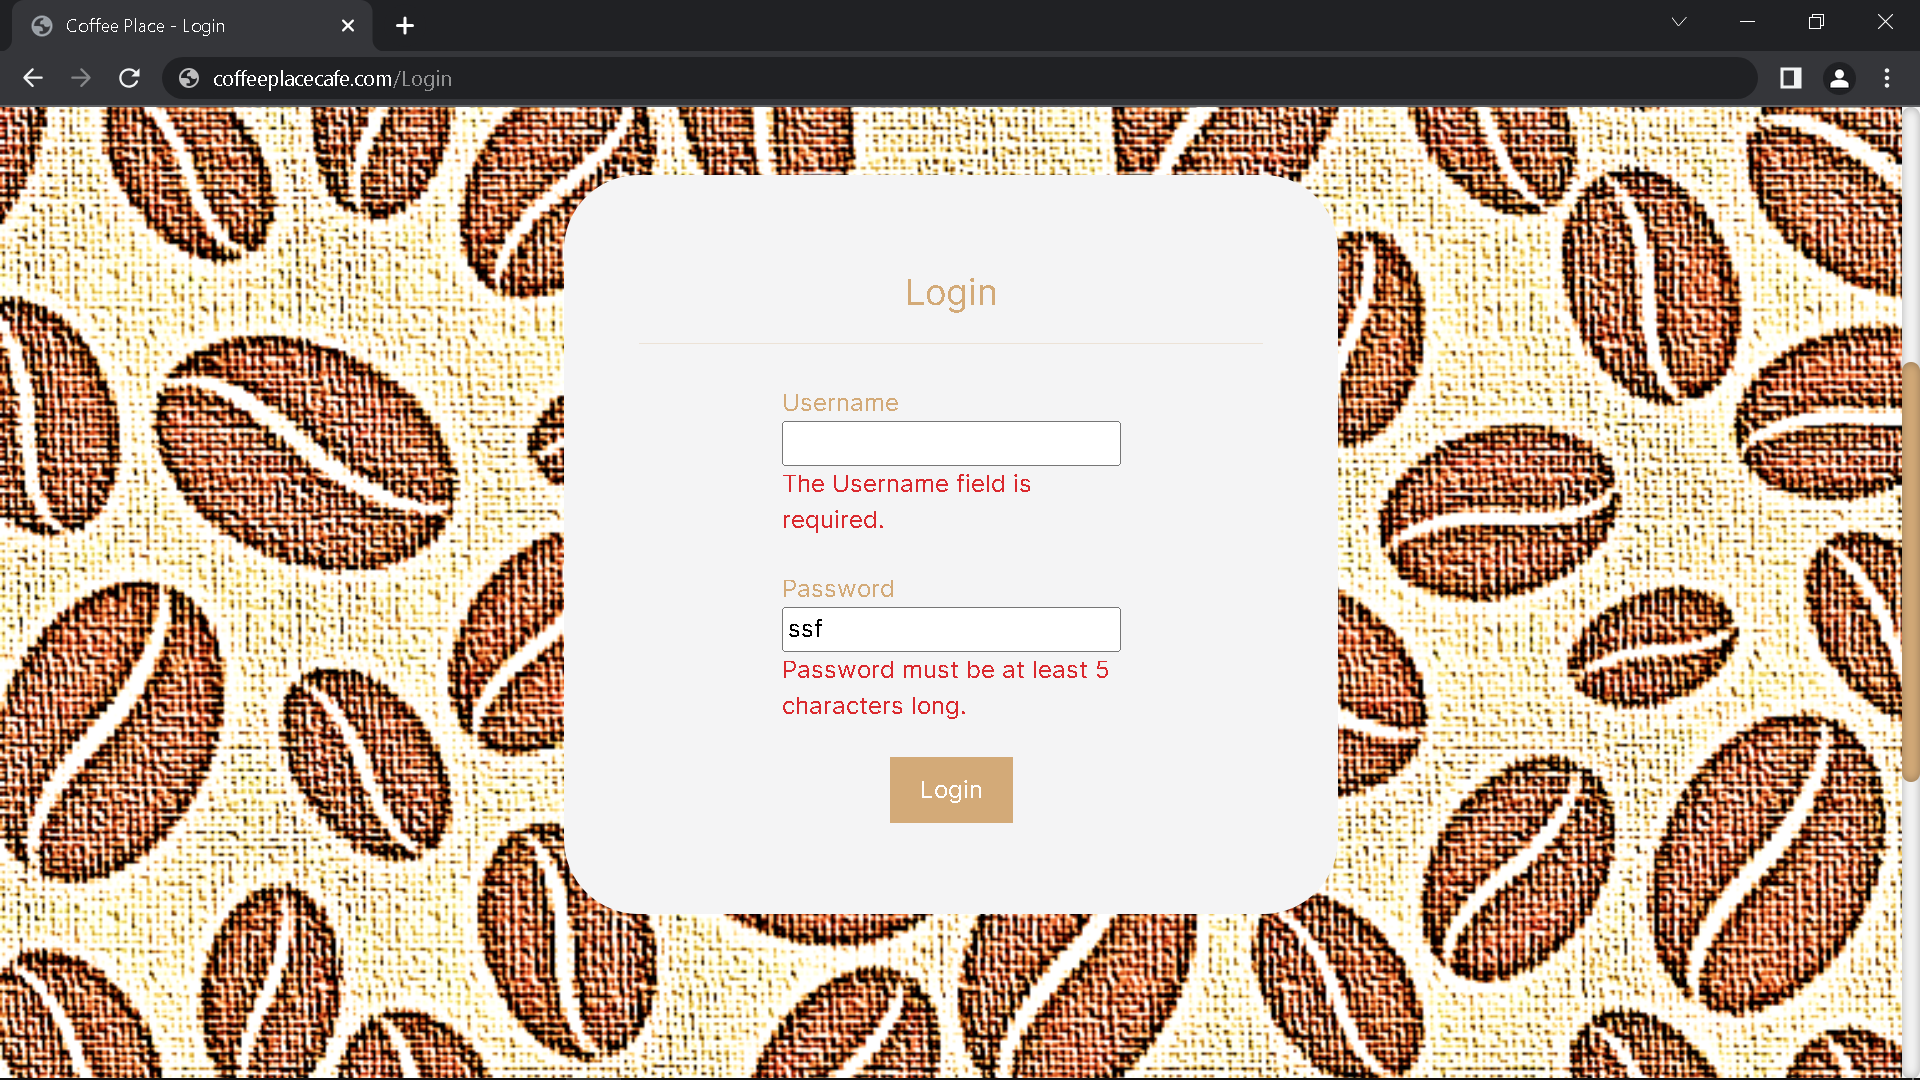 Coffee Place - Login
coffeeplacecafe.com/Login
Login
Username
The Username field is
required.
Password
ssf
Password must be at least 5
characters long.
Login